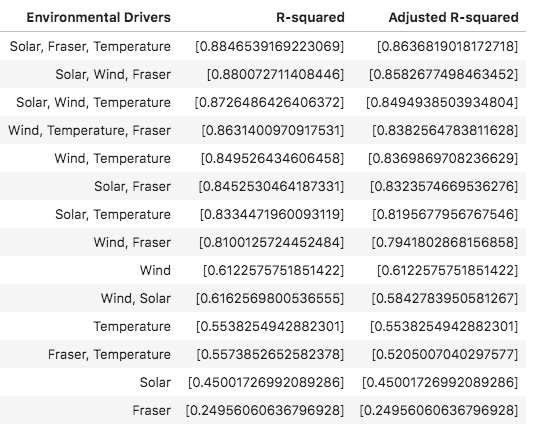 Environmental Drivers R-squared Adjusted R-squared
Solar, Fraser, Temperature [0.8846539169223069] [0.8636819018172718]
Solar, Wind, Fraser [0.880072711408446] [0.8582677498463452]
Solar, Wind, Temperature [0.8726486426406372] [0.8494938503934804]
Wind, Temperature, Fraser [0.8631400970917531] [0.8382564783811628]
Wind, Temperature [0.849526434606458] [0.8369869708236629]
Solar, Fraser [0.8452530464187331] [0.8323574669536276]
Solar, Temperature [0.8334471960093119] [0.8195677956767546]
Wind, Fraser [0.8100125724452484] [0.7941802868156858]
Wind [0.6122575751851422] [0.6122575751851422]
Wind, Solar [0.6162569800536555] [0.5842783950581267]
Temperature [0.5538254942882301] [0.5538254942882301]
Fraser, Temperature [0.5573852652582378] [0.5205007040297577]
Solar [0.45001726992089286] [0.45001726992089286]
Fraser [0.24956060636796928] [0.24956060636796928]